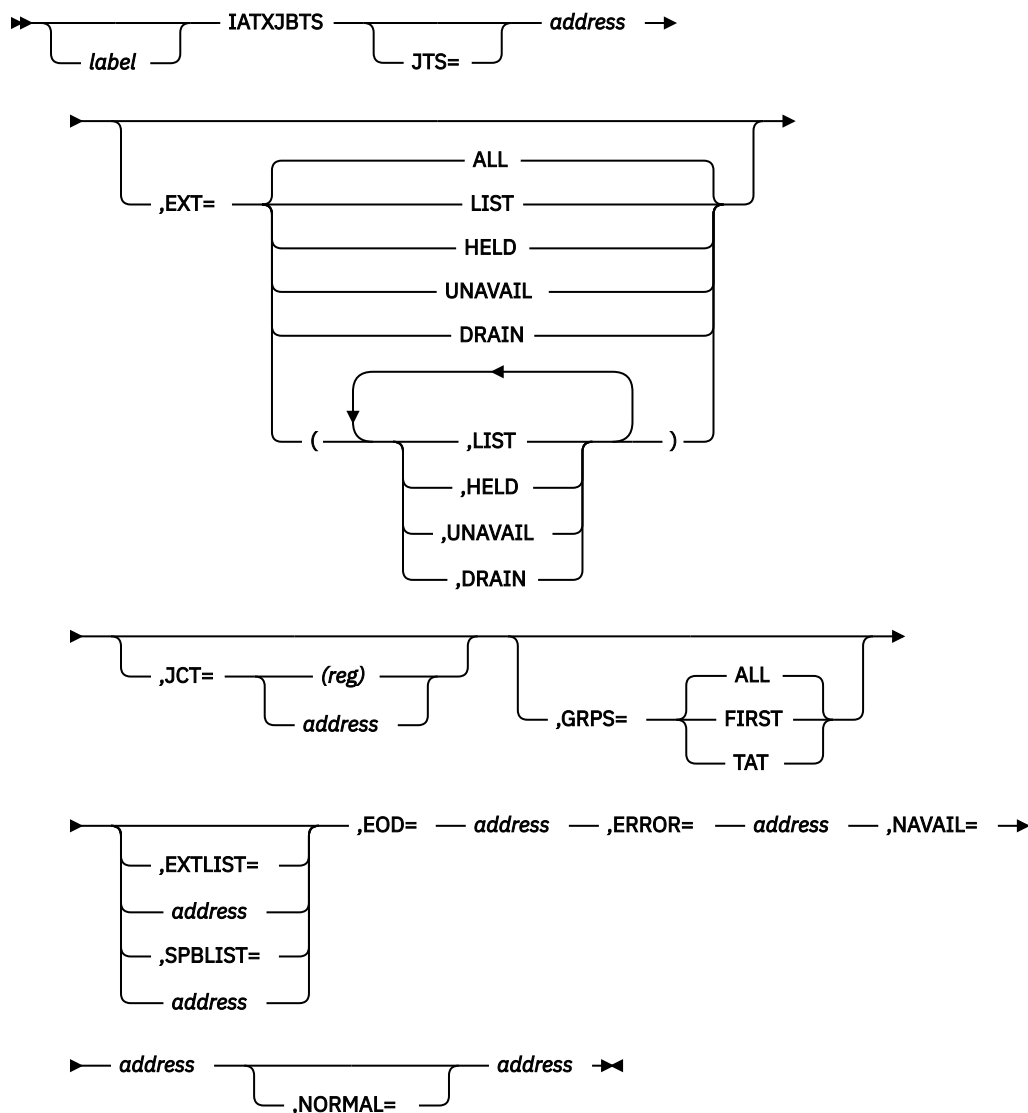 IATXJBTS address
label JTS=
ALL
,EXT= LIST
HELD
UNAVAIL
DRAIN
( ,LIST )
,HELD
,UNAVAIL
,DRAIN
,JCT= (reg) ALL
address ,GRPS= FIRST
TAT
,EOD= address ,ERROR= address ,NAVAIL=
,EXTLIST=
address
,SPBLIST=
address
address address
,NORMAL=